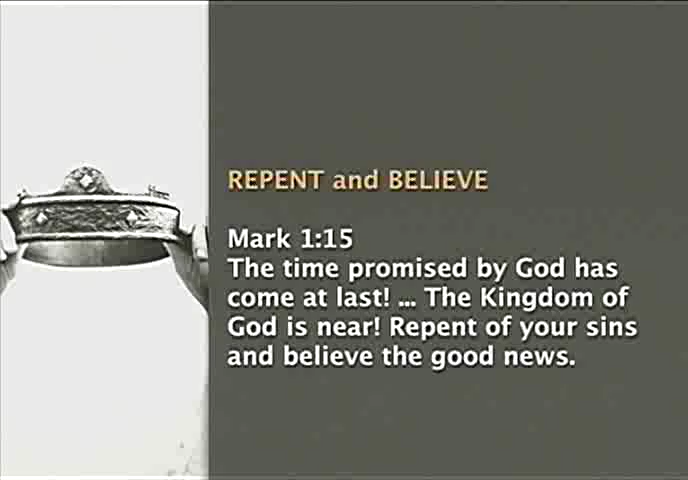 REPENT and BELIEVE
Mark 1:15
The time promised by God has
come at last! ... The Kingdom of
God is near! Repent of your sins
and believe the good news.